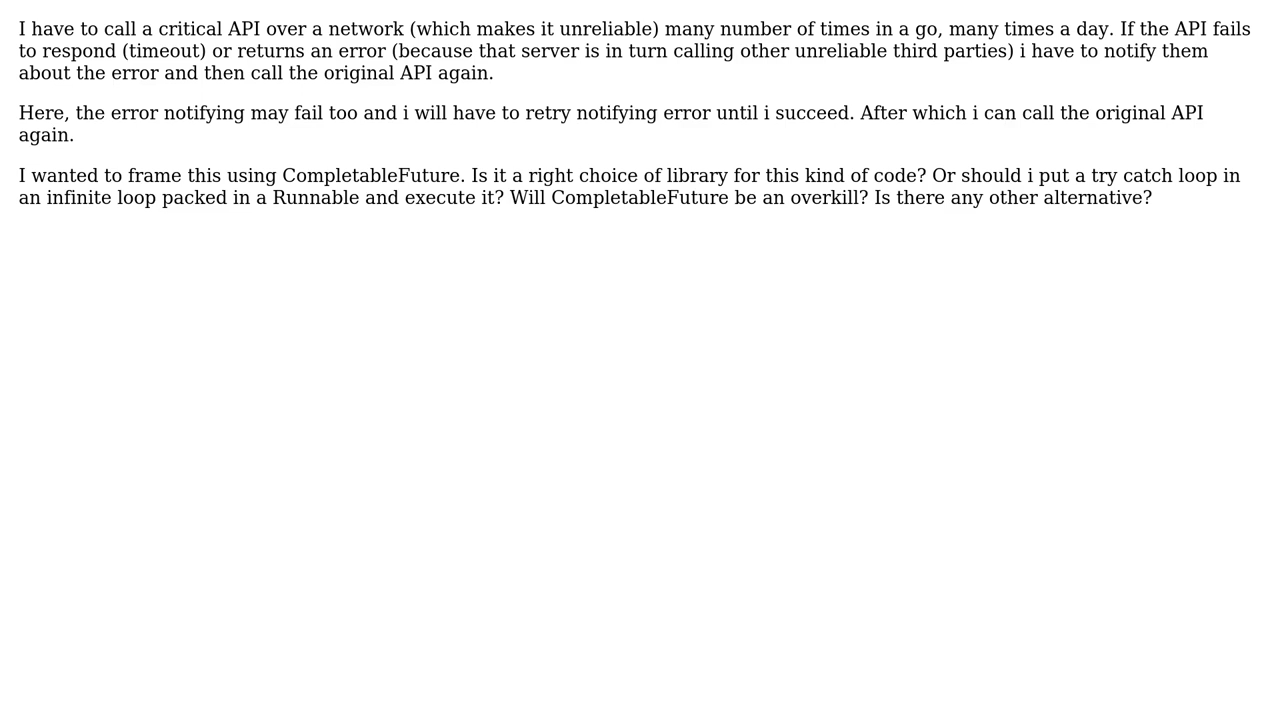 I have to call a critical API over a network (which makes it unreliable) many number of times in a go, many times a day. If the API fails
to respond (timeout) or returns an error (because that server is in turn calling other unreliable third parties) i have to notify them
about the error and then call the original API again.
Here, the error notifying may fail too and i will have to retry notifying error until i succeed. After which i can call the original API
again.
I wanted to frame this using CompletableFuture. Is it a right choice of library for this kind of code? Or should i put a try catch loop in
an infinite loop packed in a Runnable and execute it? Will CompletableFuture be an overkill? Is there any other alternative?